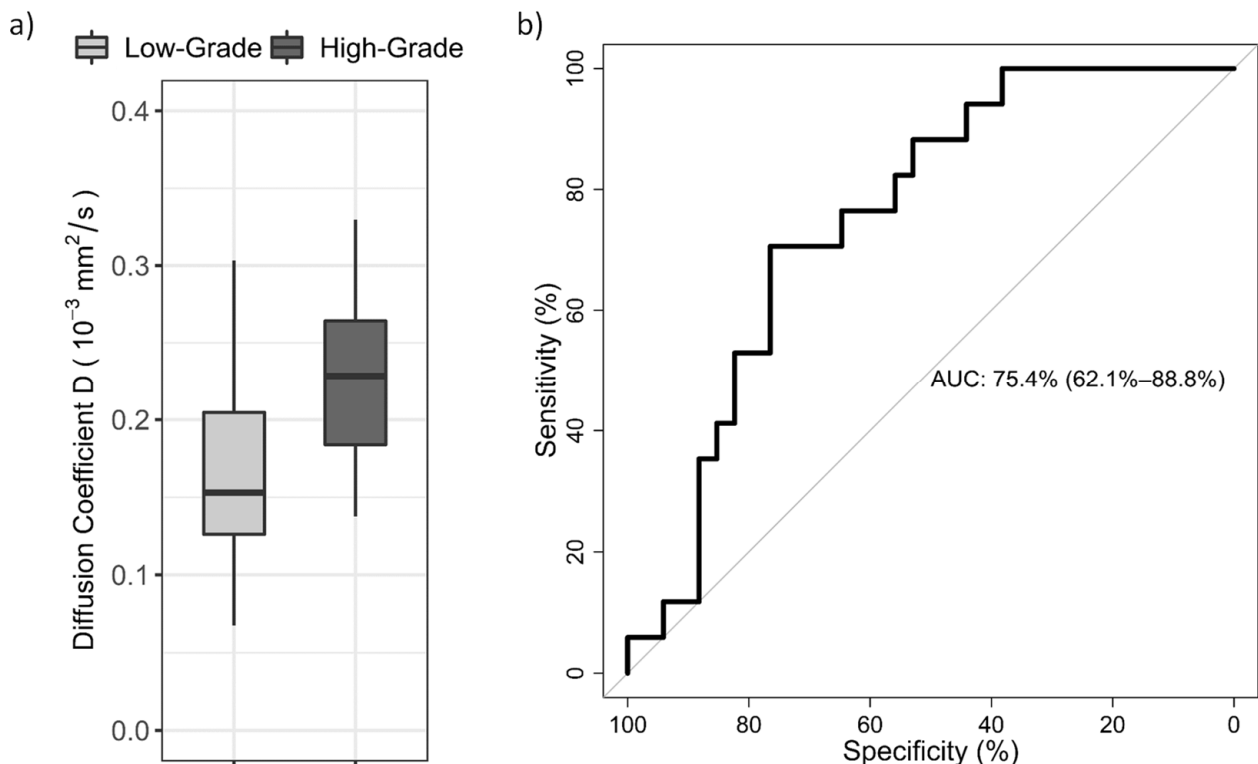 a)
Low-Grade High-Grade
0.4
0.3
0.2
0.1
0.0
Diffusion Coefficient D ( 10⁻³ mm²/s )
b)
100
80
60
40
20
0
Sensitivity (%)
AUC: 75.4% (62.1%–88.8%)
100 80 60 40 20 0
Specificity (%)